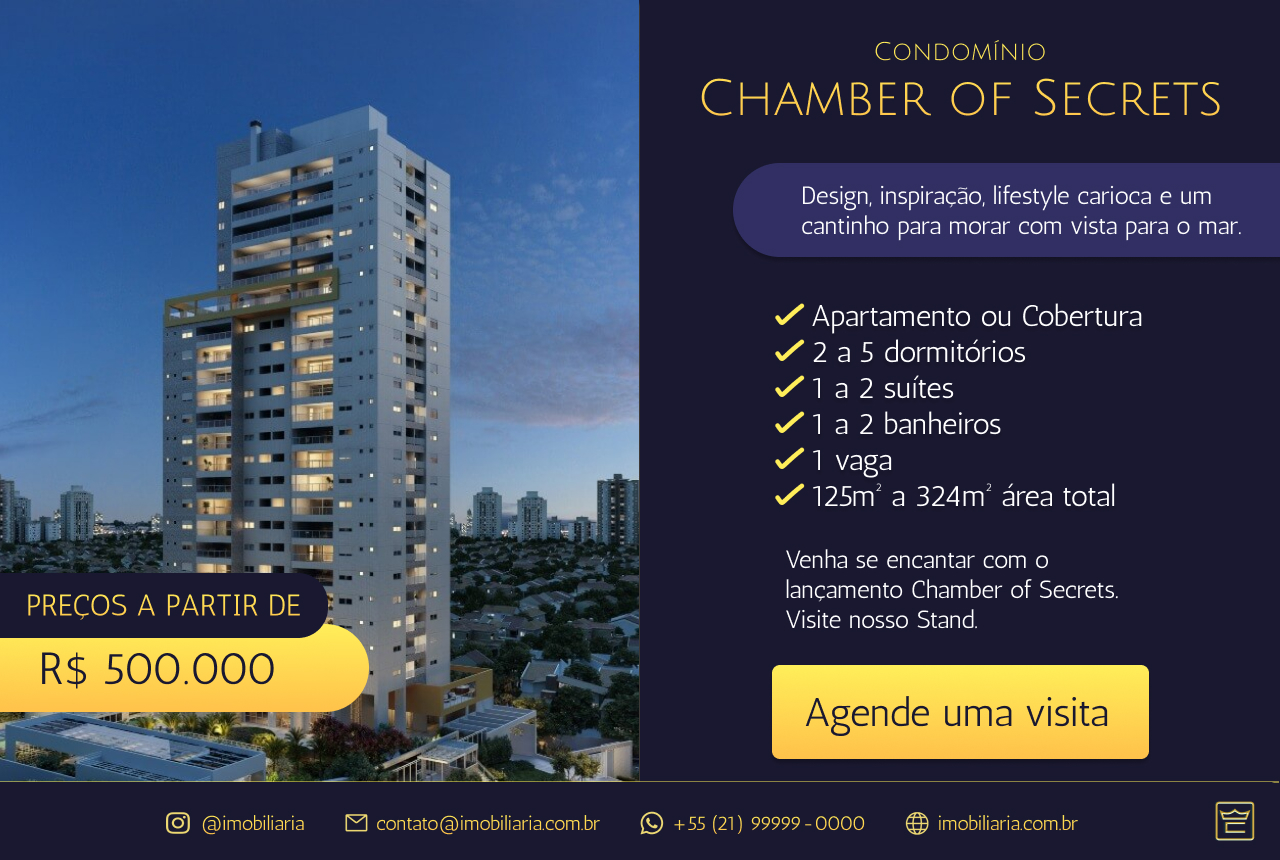 Condomínio
Chamber of Secrets
Design, inspiração, lifestyle carioca e um
cantinho para morar com vista para o mar.
Apartamento ou Cobertura
2 a 5 dormitórios
1 a 2 suítes
1 a 2 banheiros
1 vaga
125m² a 324m² área total
Venha se encantar com o
lançamento Chamber of Secrets.
Visite nosso Stand.
Agende uma visita
PREÇOS A PARTIR DE
R$ 500.000
@imobiliaria
contato@imobiliaria.com.br
+55 (21) 99999-0000
imobiliaria.com.br